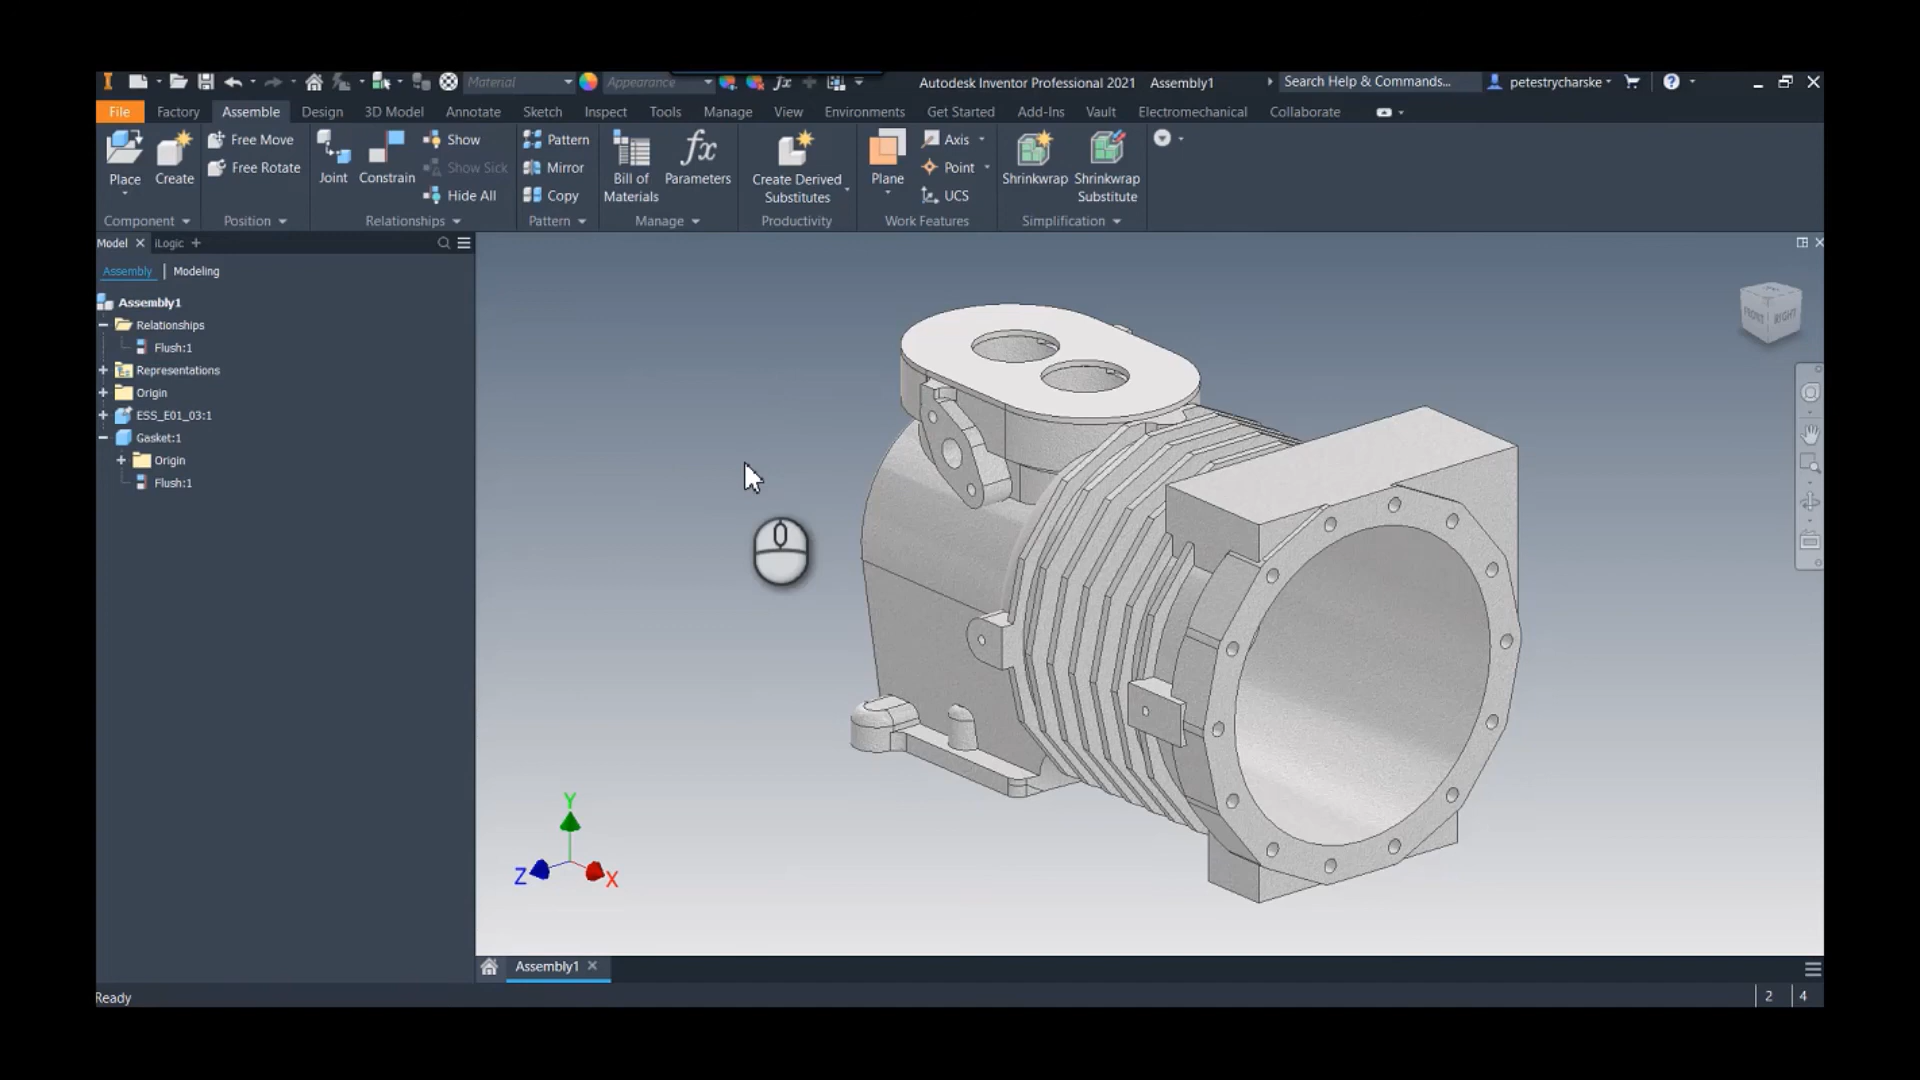 Material
Appearance
fx
Autodesk Inventor Professional 2021 Assembly1
Search Help & Commands...
petestrycharske
File Factory Assemble Design 3D Model Annotate Sketch Inspect Tools Manage View Environments Get Started Add-Ins Vault Electromechanical Collaborate
Place
Create
Component
Free Move
Free Rotate
Position
Joint
Constrain
Show
Show Sick
Hide All
Relationships
Pattern
Mirror
Copy
Pattern
Bill of
Materials
fx
Parameters
Manage
Create Derived
Substitutes
Productivity
Plane
Axis
Point
UCS
Work Features
Shrinkwrap
Shrinkwrap
Substitute
Simplification
Model iLogic
Assembly | Modeling
Assembly1
Relationships
Flush:1
Representations
Origin
ESS_E01_03:1
Gasket:1
Origin
Flush:1
FRONT RIGHT
Y
Z
X
Assembly1
Ready
2 4